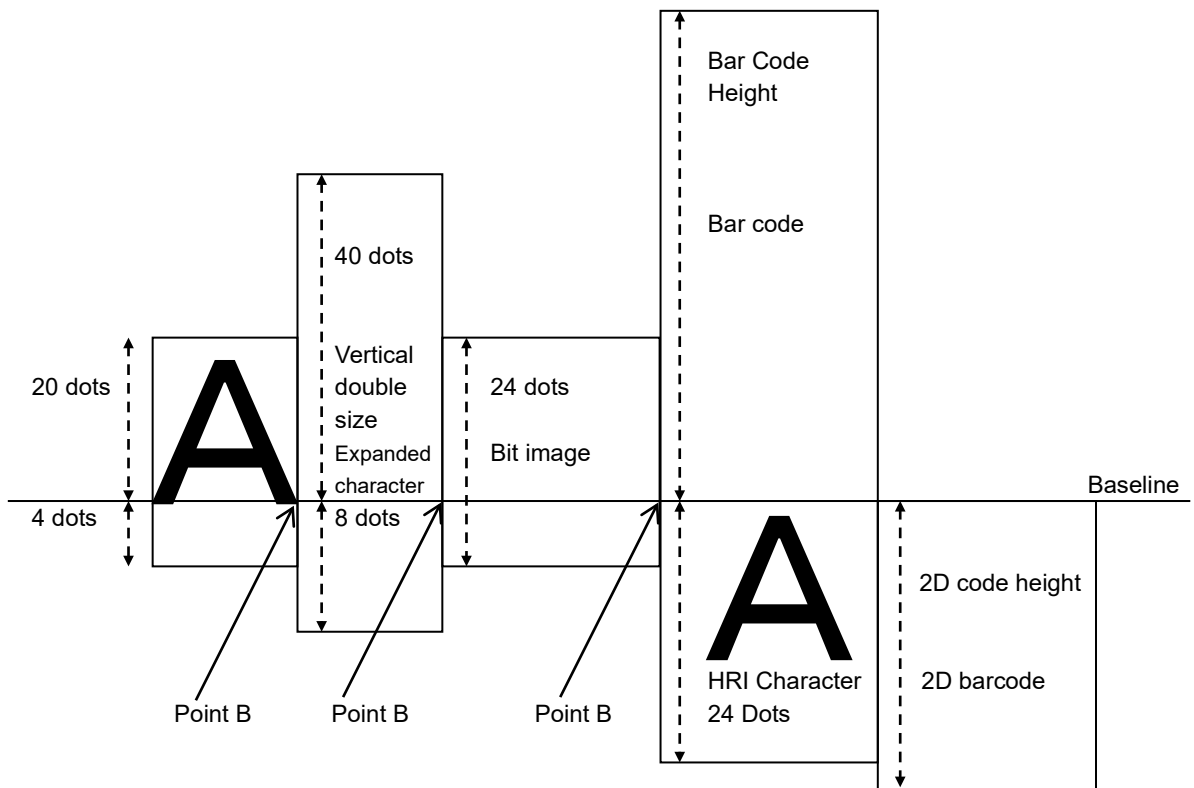 Bar Code
Height
Bar code
40 dots
Vertical
double
size
Expanded
character
20 dots
A
24 dots
Bit image
Baseline
4 dots
8 dots
A
2D code height
HRI Character
24 Dots
2D barcode
Point B
Point B
Point B